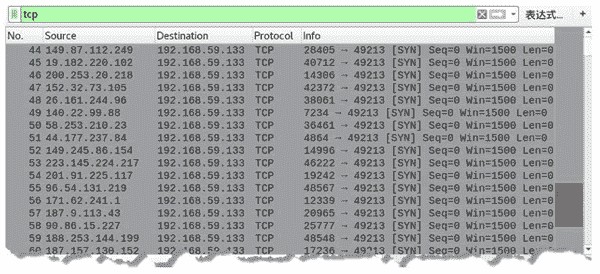 tcp 表达式… +
No. Source Destination Protocol Info
44 149.87.112.249 192.168.59.133 TCP 28405 → 49213 [SYN] Seq=0 Win=1500 Len=0
45 19.182.220.102 192.168.59.133 TCP 40712 → 49213 [SYN] Seq=0 Win=1500 Len=0
46 200.253.20.218 192.168.59.133 TCP 14306 → 49213 [SYN] Seq=0 Win=1500 Len=0
47 152.32.73.105 192.168.59.133 TCP 42372 → 49213 [SYN] Seq=0 Win=1500 Len=0
48 26.161.244.96 192.168.59.133 TCP 38061 → 49213 [SYN] Seq=0 Win=1500 Len=0
49 140.22.99.88 192.168.59.133 TCP 7234 → 49213 [SYN] Seq=0 Win=1500 Len=0
50 58.253.210.23 192.168.59.133 TCP 36461 → 49213 [SYN] Seq=0 Win=1500 Len=0
51 44.177.237.84 192.168.59.133 TCP 4864 → 49213 [SYN] Seq=0 Win=1500 Len=0
52 149.245.86.154 192.168.59.133 TCP 14996 → 49213 [SYN] Seq=0 Win=1500 Len=0
53 223.145.224.217 192.168.59.133 TCP 46222 → 49213 [SYN] Seq=0 Win=1500 Len=0
54 201.91.225.117 192.168.59.133 TCP 19242 → 49213 [SYN] Seq=0 Win=1500 Len=0
55 96.54.131.219 192.168.59.133 TCP 48567 → 49213 [SYN] Seq=0 Win=1500 Len=0
56 171.62.241.1 192.168.59.133 TCP 12339 → 49213 [SYN] Seq=0 Win=1500 Len=0
57 187.9.113.43 192.168.59.133 TCP 20965 → 49213 [SYN] Seq=0 Win=1500 Len=0
58 90.86.15.227 192.168.59.133 TCP 25777 → 49213 [SYN] Seq=0 Win=1500 Len=0
59 188.253.144.199 192.168.59.133 TCP 48548 → 49213 [SYN] Seq=0 Win=1500 Len=0
60 187.157.130.152 192.168.59.133 TCP 17236 → 49213 [SYN] Seq=0 Win=1500 Len=0